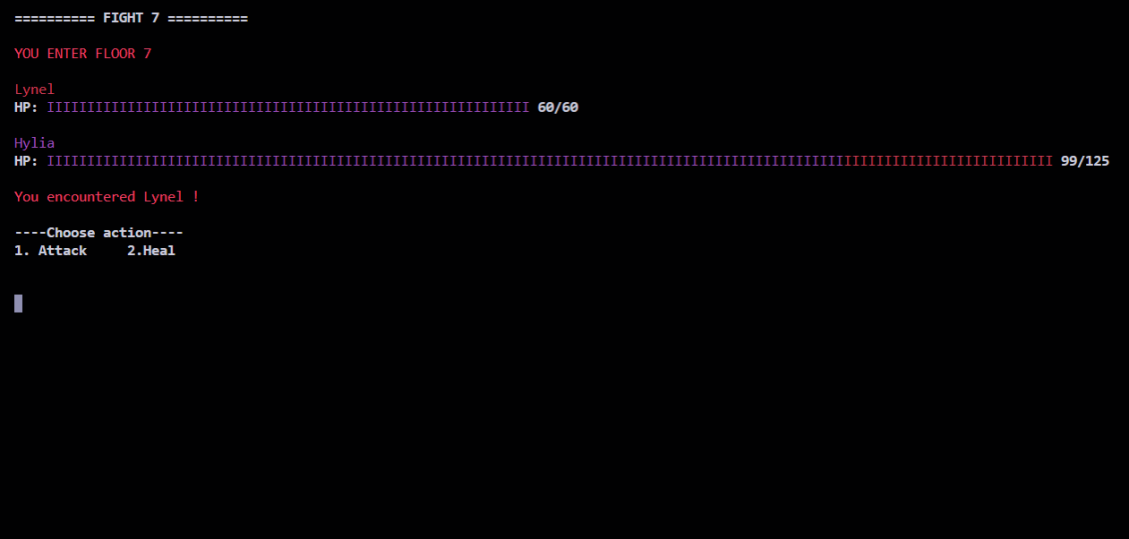 ========== FIGHT 7 ==========
YOU ENTER FLOOR 7
Lynel
HP: IIIIIIIIIIIIIIIIIIIIIIIIIIIIIIIIIIIIIIIIIIIIIIIIIIIIIIIIIIII 60/60
Hylia
HP: IIIIIIIIIIIIIIIIIIIIIIIIIIIIIIIIIIIIIIIIIIIIIIIIIIIIIIIIIIIIIIIIIIIIIIIIIIIIIIIIIIIIIIIIIIIIIIIIIIIIIIIIIIIIIIIIIIIIIIIIIIIII 99/125
You encountered Lynel !
----Choose action----
1. Attack     2.Heal